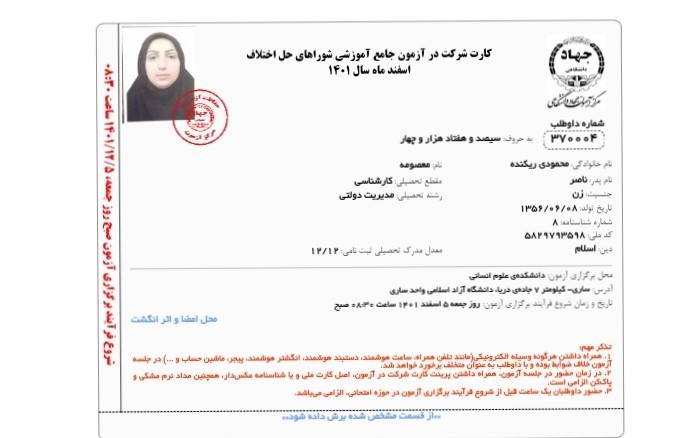 کارت شرکت در آزمون جامع آموزشی شوراهای حل اختلاف
اسفند ماه سال ۱۴۰۱
جهاد
دانشگاهی
مرکز آزمون جهاد دانشگاهی
شماره داوطلب
۳۷۰۰۰۴ به حروف: سیصد و هفتاد هزار و چهار
نام خانوادگی: محمودی ریکنده نام: معصومه
نام پدر: ناصر مقطع تحصیلی: کارشناسی
جنسیت: زن رشته تحصیلی: مدیریت دولتی
تاریخ تولد: ۱۳۵۶/۰۶/۰۸
شماره شناسنامه: ۸
کد ملی: ۵۸۲۹۷۹۳۵۹۸
دین: اسلام معدل مدرک تحصیلی ثبت نامی: ۱۲/۱۲
محل برگزاری آزمون: دانشکده‌ی علوم انسانی
آدرس: ساری- کیلومتر ۷ جاده‌ی دریا، دانشگاه آزاد اسلامی واحد ساری
تاریخ و زمان شروع فرآیند برگزاری آزمون: روز جمعه ۵ اسفند ۱۴۰۱ ساعت ۰۸:۳۰ صبح
محل امضا و اثر انگشت
تذکر مهم:
۱. همراه داشتن هرگونه وسیله الکترونیکی(مانند تلفن همراه، ساعت هوشمند، دستبند هوشمند، انگشتر هوشمند، پیجر، ماشین حساب و ...) در جلسه
آزمون خلاف ضوابط بوده و با داوطلب به عنوان متخلف برخورد خواهد شد.
۲. در زمان حضور در جلسه آزمون، همراه داشتن پرینت کارت شرکت در آزمون، اصل کارت ملی و یا شناسنامه عکس‌دار، همچنین مداد نرم مشکی و
پاک‌کن الزامی است.
۳. حضور داوطلبان یک ساعت قبل از شروع فرآیند برگزاری آزمون در حوزه امتحانی، الزامی می‌باشد.
**از قسمت مشخص شده برش داده شود**
شروع فرآیند برگزاری آزمون صبح روز جمعه، ۱۴۰۱/۱۲/۵ ساعت ۰۸:۳۰